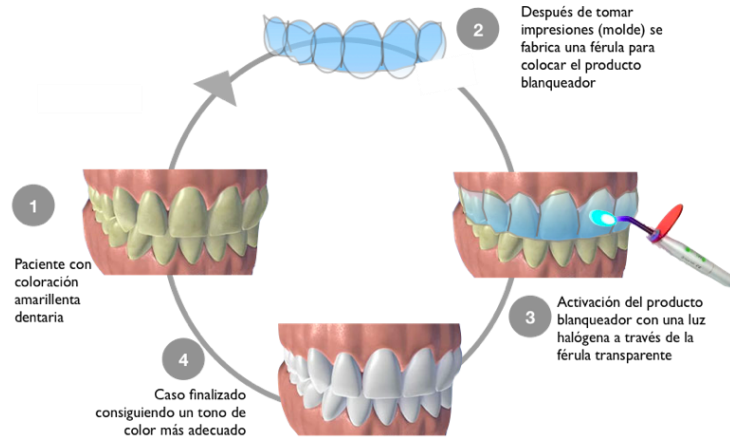 1
Paciente con
coloración
amarillenta
dentaria
2
Después de tomar
impresiones (molde) se
fabrica una férula para
colocar el producto
blanqueador
3
Activación del producto
blanqueador con una luz
halógena a través de la
férula transparente
4
Caso finalizado
consiguiendo un tono de
color más adecuado